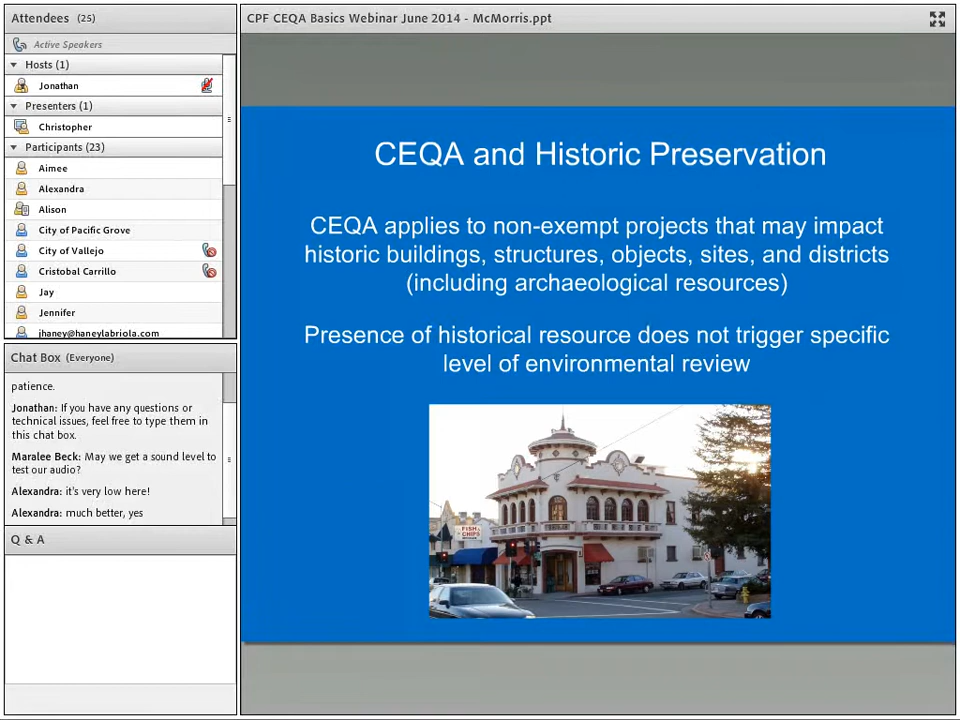 Attendees (25)
Active Speakers
Hosts (1)
Jonathan
Presenters (1)
Christopher
Participants (23)
Aimee
Alexandra
Alison
City of Pacific Grove
City of Vallejo
Cristobal Carrillo
Jay
Jennifer
jhaney@haneylabriola.com
Chat Box (Everyone)
patience.
Jonathan: If you have any questions or
technical issues, feel free to type them in
this chat box.
Maralee Beck: May we get a sound level to
test our audio?
Alexandra: it's very low here!
Alexandra: much better, yes
Q & A
CPF CEQA Basics Webinar June 2014 - McMorris.ppt
CEQA and Historic Preservation
CEQA applies to non-exempt projects that may impact
historic buildings, structures, objects, sites, and districts
(including archaeological resources)
Presence of historical resource does not trigger specific
level of environmental review
FISH &
CHIPS